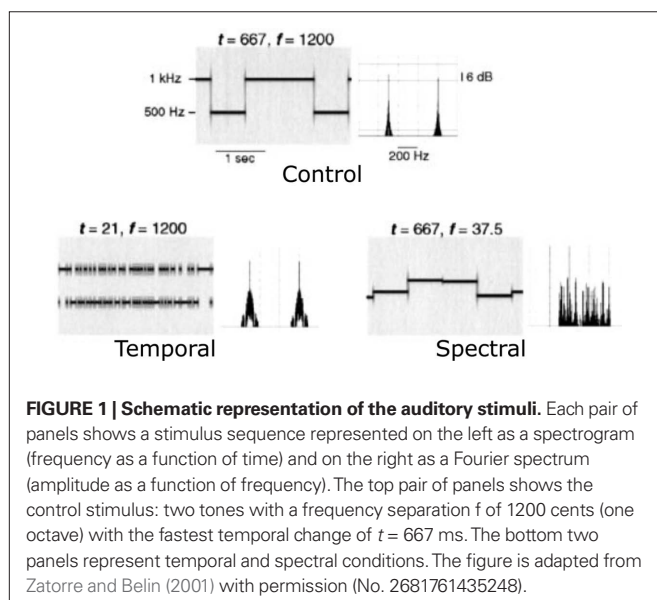 t = 667, f = 1200
1 kHz
500 Hz
6 dB
1 sec
200 Hz
Control
t = 21, f = 1200
t = 667, f = 37.5
Temporal
Spectral
FIGURE 1 | Schematic representation of the auditory stimuli. Each pair of
panels shows a stimulus sequence represented on the left as a spectrogram
(frequency as a function of time) and on the right as a Fourier spectrum
(amplitude as a function of frequency). The top pair of panels shows the
control stimulus: two tones with a frequency separation f of 1200 cents (one
octave) with the fastest temporal change of t = 667 ms. The bottom two
panels represent temporal and spectral conditions. The figure is adapted from
Zatorre and Belin (2001) with permission (No. 2681761435248).